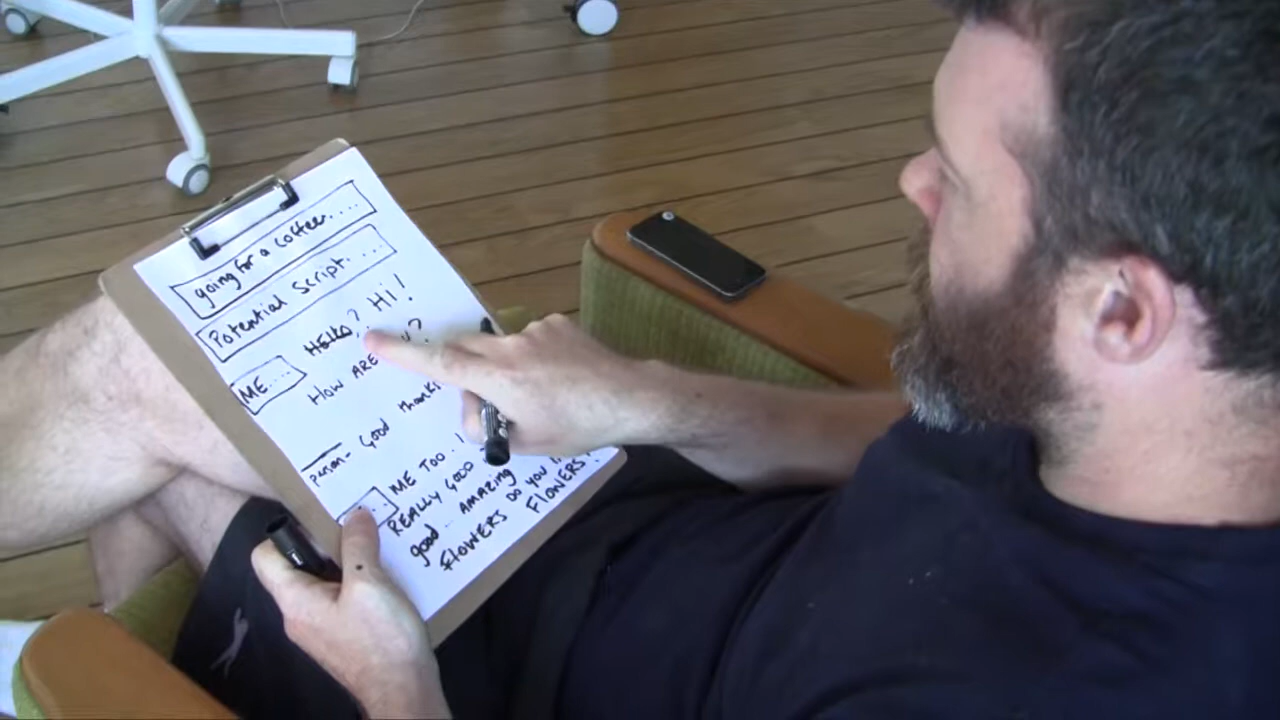 going for a coffee....
Potential Script....
Hello? Hi!
ME...
HOW ARE
person - Good
ME TOO!
REALLY GOOD
good.. AMAZING
FLOWERS DO YOU
FLOWERS?